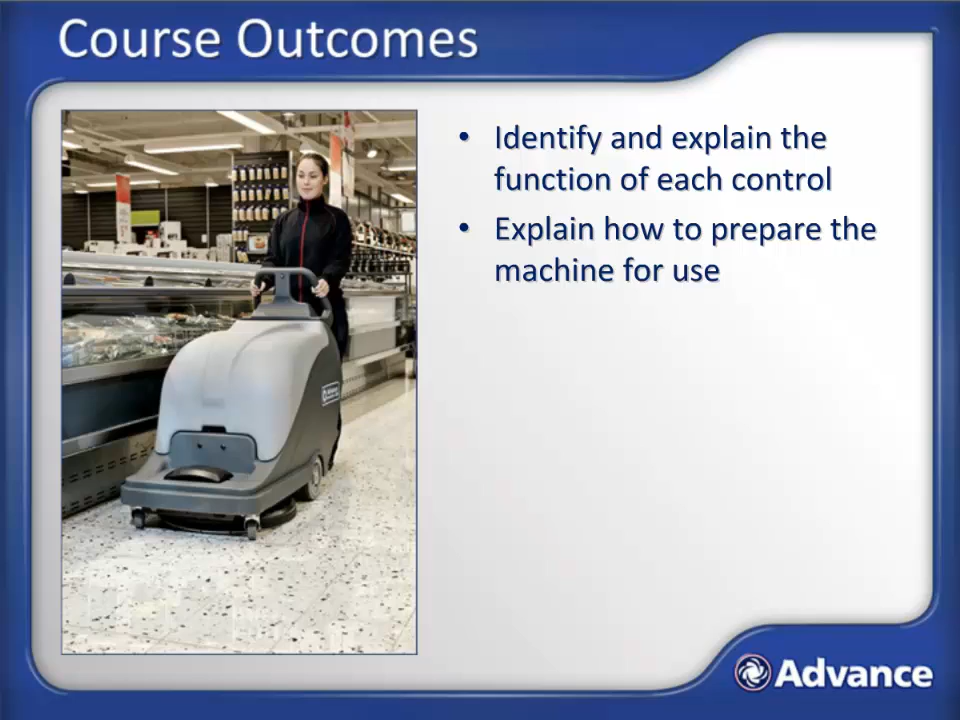 Course Outcomes
• Identify and explain the
function of each control
• Explain how to prepare the
machine for use
Advance